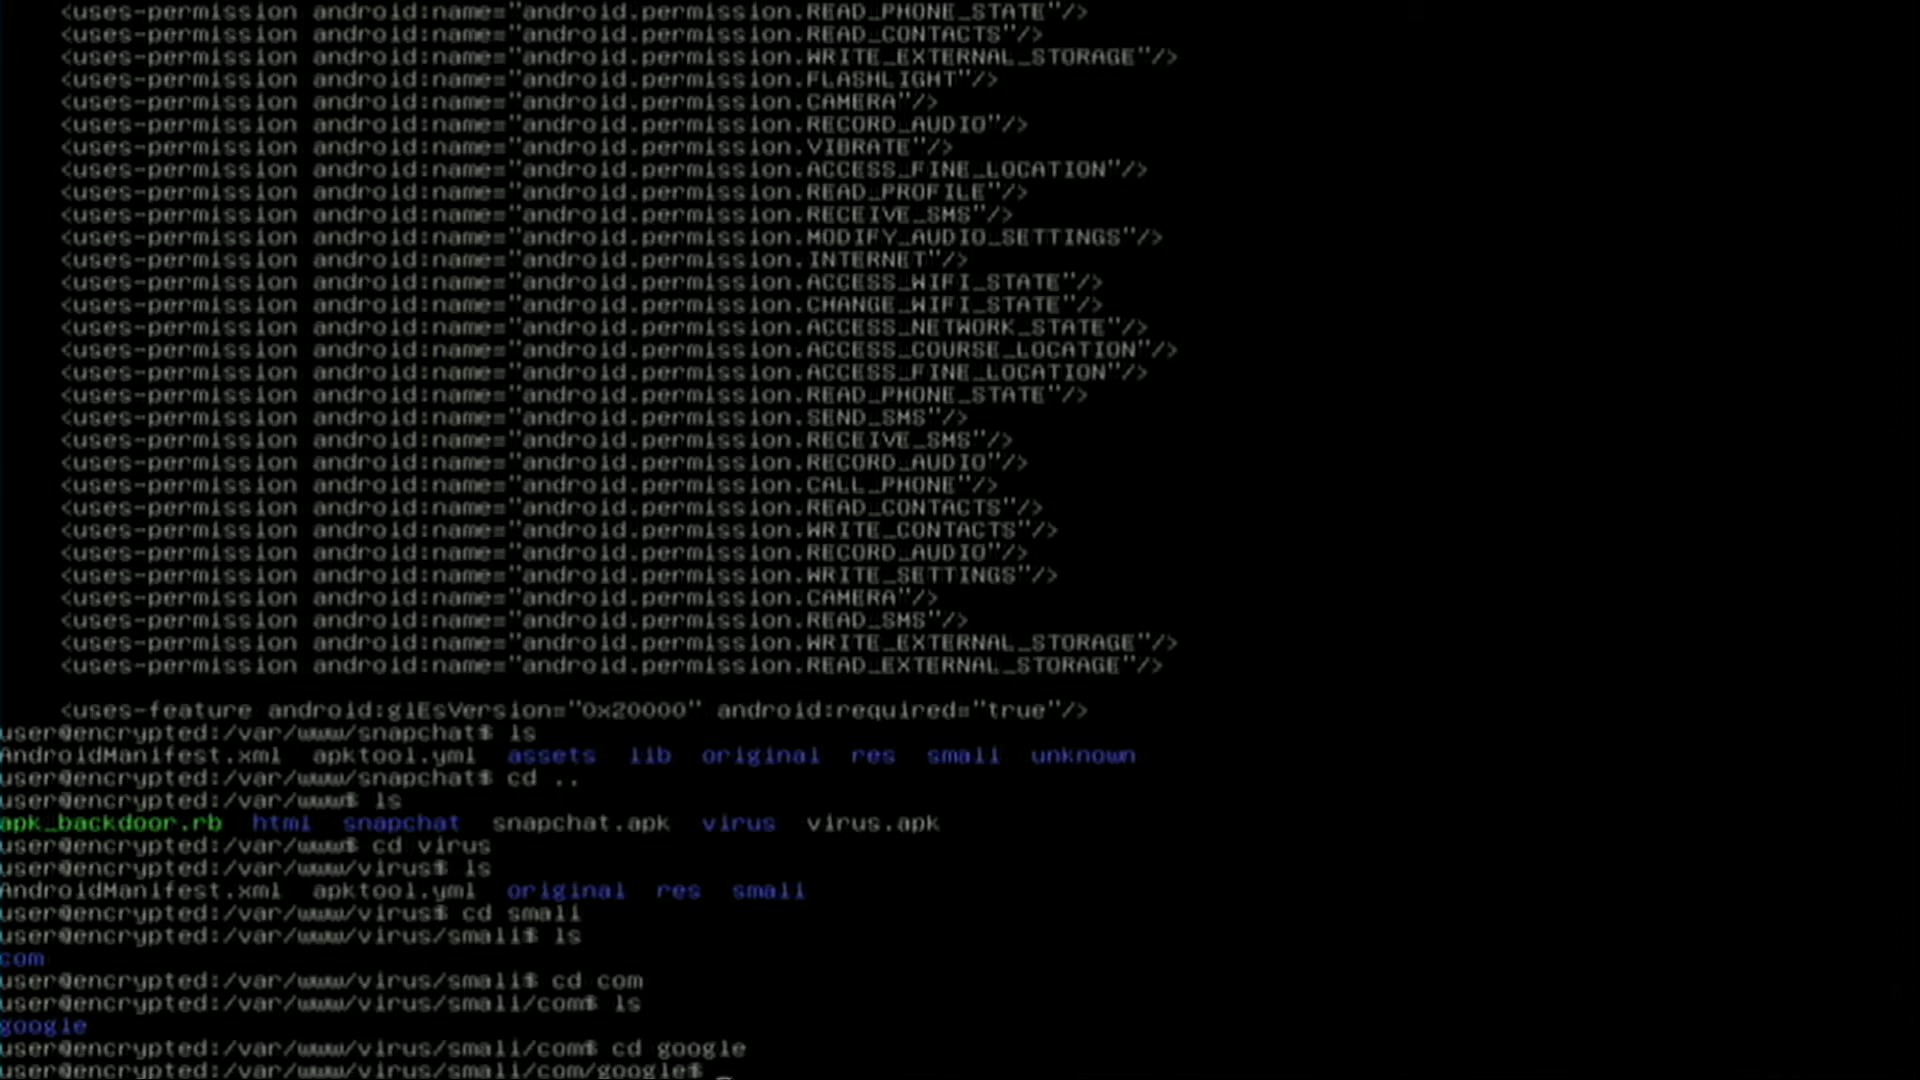 <uses-permission android:name="android.permission.READ_PHONE_STATE"/>
<uses-permission android:name="android.permission.READ_CONTACTS"/>
<uses-permission android:name="android.permission.WRITE_EXTERNAL_STORAGE"/>
<uses-permission android:name="android.permission.FLASHLIGHT"/>
<uses-permission android:name="android.permission.CAMERA"/>
<uses-permission android:name="android.permission.RECORD_AUDIO"/>
<uses-permission android:name="android.permission.VIBRATE"/>
<uses-permission android:name="android.permission.ACCESS_FINE_LOCATION"/>
<uses-permission android:name="android.permission.READ_PROFILE"/>
<uses-permission android:name="android.permission.RECEIVE_SMS"/>
<uses-permission android:name="android.permission.MODIFY_AUDIO_SETTINGS"/>
<uses-permission android:name="android.permission.INTERNET"/>
<uses-permission android:name="android.permission.ACCESS_WIFI_STATE"/>
<uses-permission android:name="android.permission.CHANGE_WIFI_STATE"/>
<uses-permission android:name="android.permission.ACCESS_NETWORK_STATE"/>
<uses-permission android:name="android.permission.ACCESS_COURSE_LOCATION"/>
<uses-permission android:name="android.permission.ACCESS_FINE_LOCATION"/>
<uses-permission android:name="android.permission.READ_PHONE_STATE"/>
<uses-permission android:name="android.permission.SEND_SMS"/>
<uses-permission android:name="android.permission.RECEIVE_SMS"/>
<uses-permission android:name="android.permission.RECORD_AUDIO"/>
<uses-permission android:name="android.permission.CALL_PHONE"/>
<uses-permission android:name="android.permission.READ_CONTACTS"/>
<uses-permission android:name="android.permission.WRITE_CONTACTS"/>
<uses-permission android:name="android.permission.RECORD_AUDIO"/>
<uses-permission android:name="android.permission.WRITE_SETTINGS"/>
<uses-permission android:name="android.permission.CAMERA"/>
<uses-permission android:name="android.permission.READ_SMS"/>
<uses-permission android:name="android.permission.WRITE_EXTERNAL_STORAGE"/>
<uses-permission android:name="android.permission.READ_EXTERNAL_STORAGE"/>
<uses-feature android:glEsVersion="0x20000" android:required="true"/>
user@encrypted:/var/www/snapchat$ ls
AndroidManifest.xml apktool.yml assets lib original res smali unknown
user@encrypted:/var/www/snapchat$ cd ..
user@encrypted:/var/www$ ls
apk_backdoor.rb html snapchat snapchat.apk virus virus.apk
user@encrypted:/var/www$ cd virus
user@encrypted:/var/www/virus$ ls
AndroidManifest.xml apktool.yml original res smali
user@encrypted:/var/www/virus$ cd smali
user@encrypted:/var/www/virus/smali$ ls
com
user@encrypted:/var/www/virus/smali$ cd com
user@encrypted:/var/www/virus/smali/com$ ls
google
user@encrypted:/var/www/virus/smali/com$ cd google
user@encrypted:/var/www/virus/smali/com/google$ _